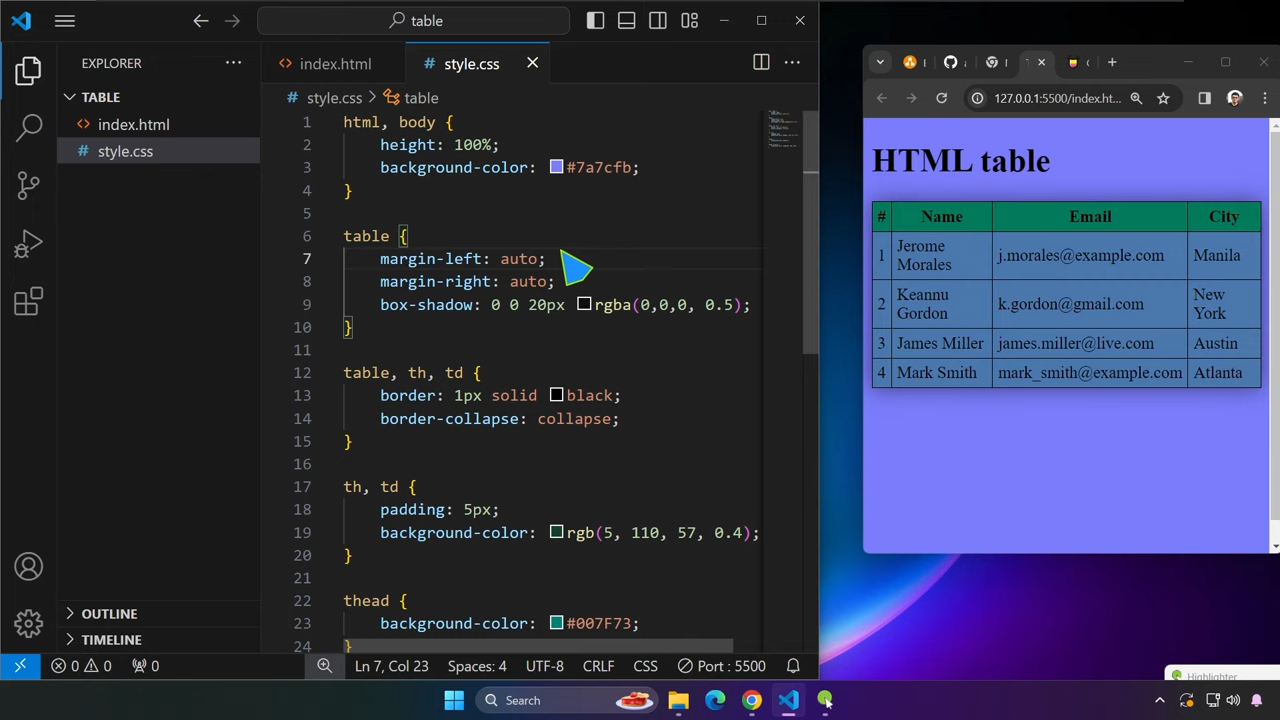 table
EXPLORER
TABLE
index.html
style.css
OUTLINE
TIMELINE
index.html
style.css
style.css > table
1 html, body {
2 height: 100%;
3 background-color: #7a7cfb;
4 }
5
6 table {
7 margin-left: auto;
8 margin-right: auto;
9 box-shadow: 0 0 20px rgba(0,0,0, 0.5);
10 }
11
12 table, th, td {
13 border: 1px solid black;
14 border-collapse: collapse;
15 }
16
17 th, td {
18 padding: 5px;
19 background-color: rgb(5, 110, 57, 0.4);
20 }
21
22 thead {
23 background-color: #007F73;
24 }
0 0 0 Ln 7, Col 23 Spaces: 4 UTF-8 CRLF CSS Port : 5500
127.0.0.1:5500/index.ht...
HTML table
# Name Email City
1 Jerome Morales j.morales@example.com Manila
2 Keannu Gordon k.gordon@gmail.com New York
3 James Miller james.miller@live.com Austin
4 Mark Smith mark_smith@example.com Atlanta
Highlighter
Search